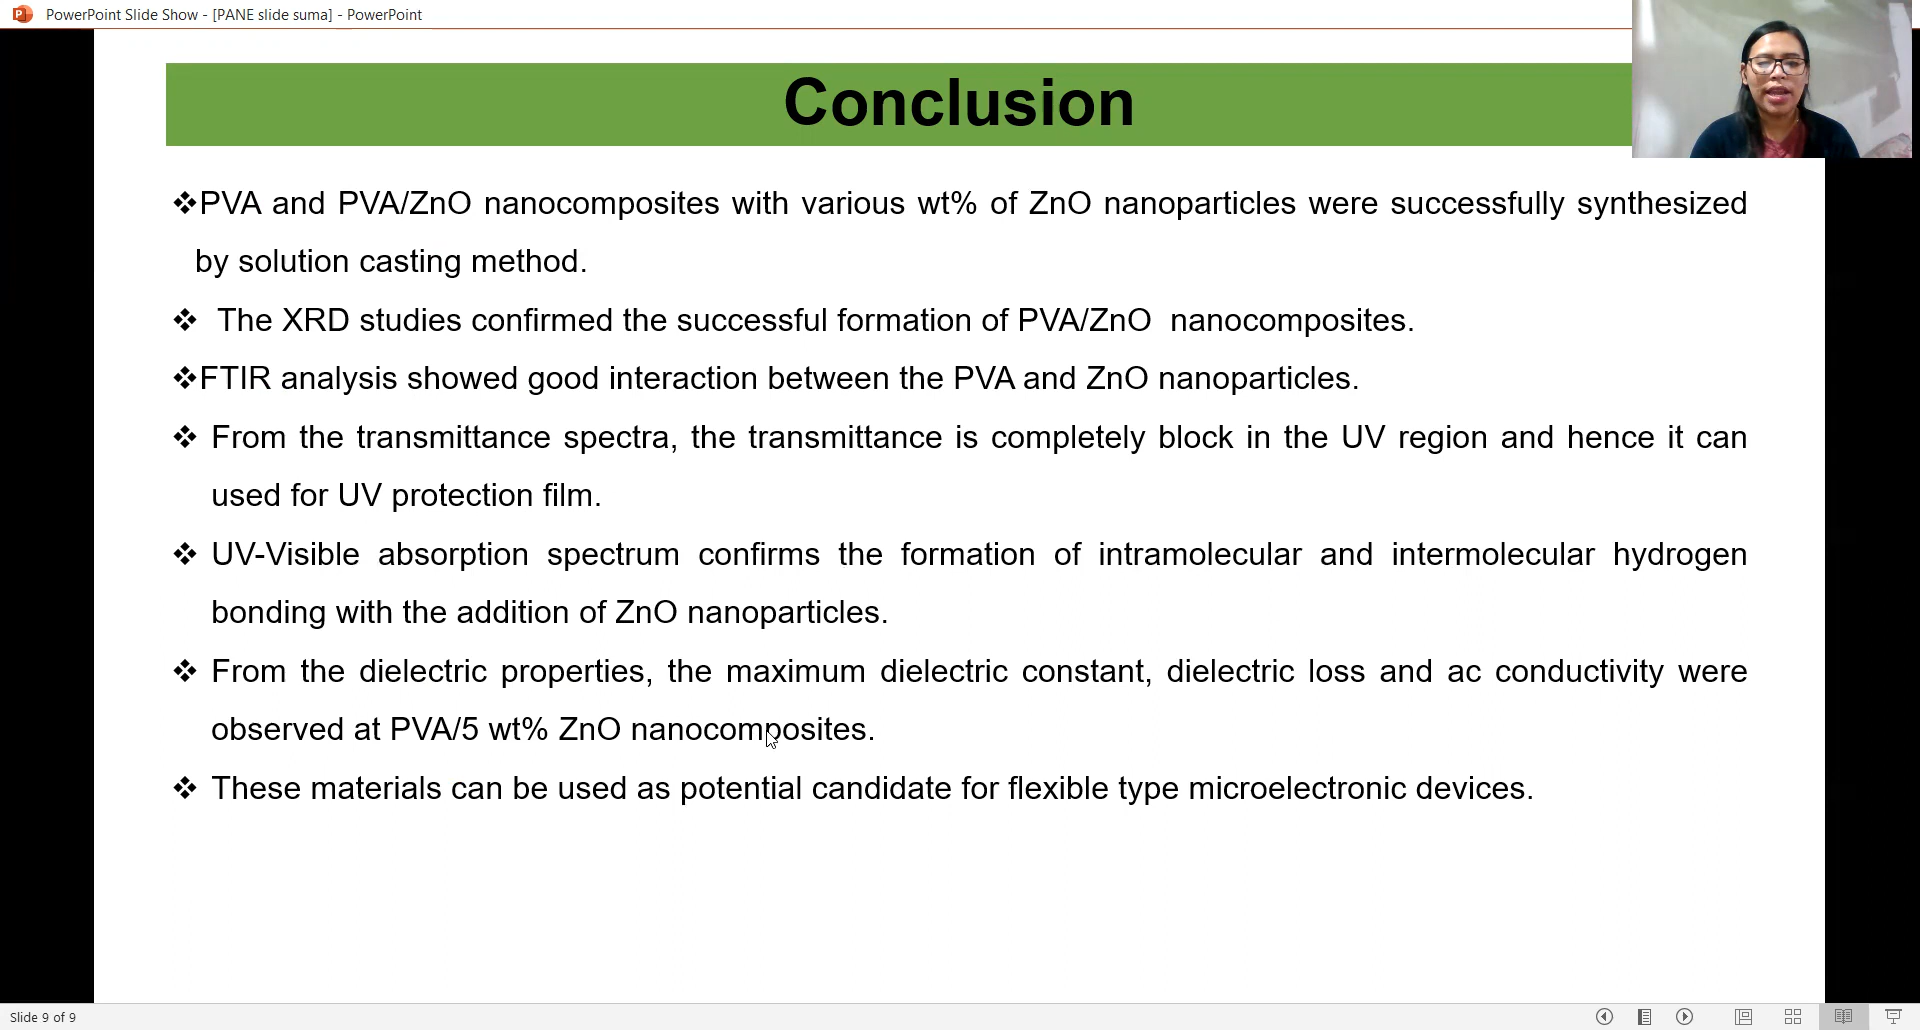 PowerPoint Slide Show - [PANE slide suma] - PowerPoint
Conclusion
❖PVA and PVA/ZnO nanocomposites with various wt% of ZnO nanoparticles were successfully synthesized
by solution casting method.
❖ The XRD studies confirmed the successful formation of PVA/ZnO nanocomposites.
❖FTIR analysis showed good interaction between the PVA and ZnO nanoparticles.
❖ From the transmittance spectra, the transmittance is completely block in the UV region and hence it can
used for UV protection film.
❖ UV-Visible absorption spectrum confirms the formation of intramolecular and intermolecular hydrogen
bonding with the addition of ZnO nanoparticles.
❖ From the dielectric properties, the maximum dielectric constant, dielectric loss and ac conductivity were
observed at PVA/5 wt% ZnO nanocomposites.
❖ These materials can be used as potential candidate for flexible type microelectronic devices.
Slide 9 of 9